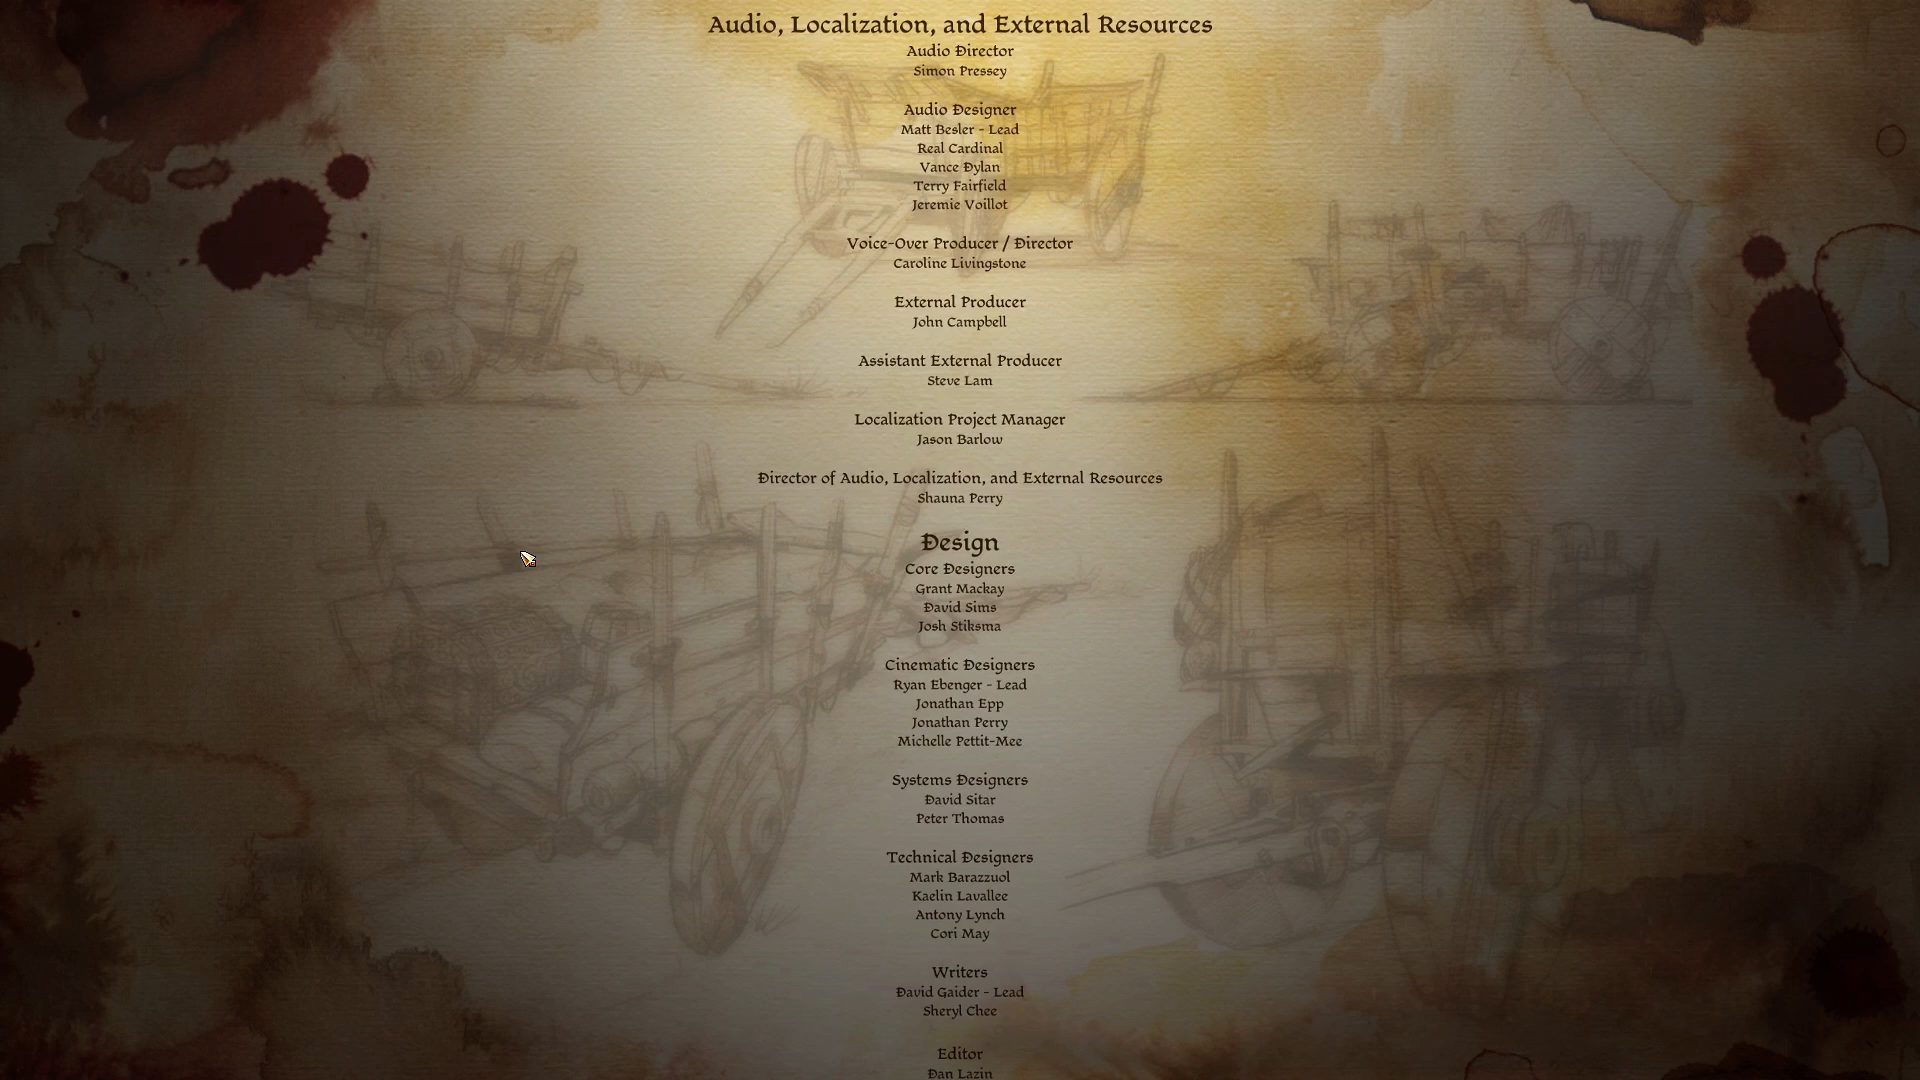 Audio, Localization, and External Resources
Audio Director
Simon Pressey
Audio Designer
Matt Besler - Lead
Real Cardinal
Vance Dylan
Terry Fairfield
Jeremie Voillot
Voice-Over Producer / Director
Caroline Livingstone
External Producer
John Campbell
Assistant External Producer
Steve Lam
Localization Project Manager
Jason Barlow
Director of Audio, Localization, and External Resources
Shauna Perry
Design
Core Designers
Grant Mackay
David Sims
Josh Stiksma
Cinematic Designers
Ryan Ebenger - Lead
Jonathan Epp
Jonathan Perry
Michelle Pettit-Mee
Systems Designers
David Sitar
Peter Thomas
Technical Designers
Mark Barazzuol
Kaelin Lavallee
Antony Lynch
Cori May
Writers
David Gaider - Lead
Sheryl Chee
Editor
Dan Lazin